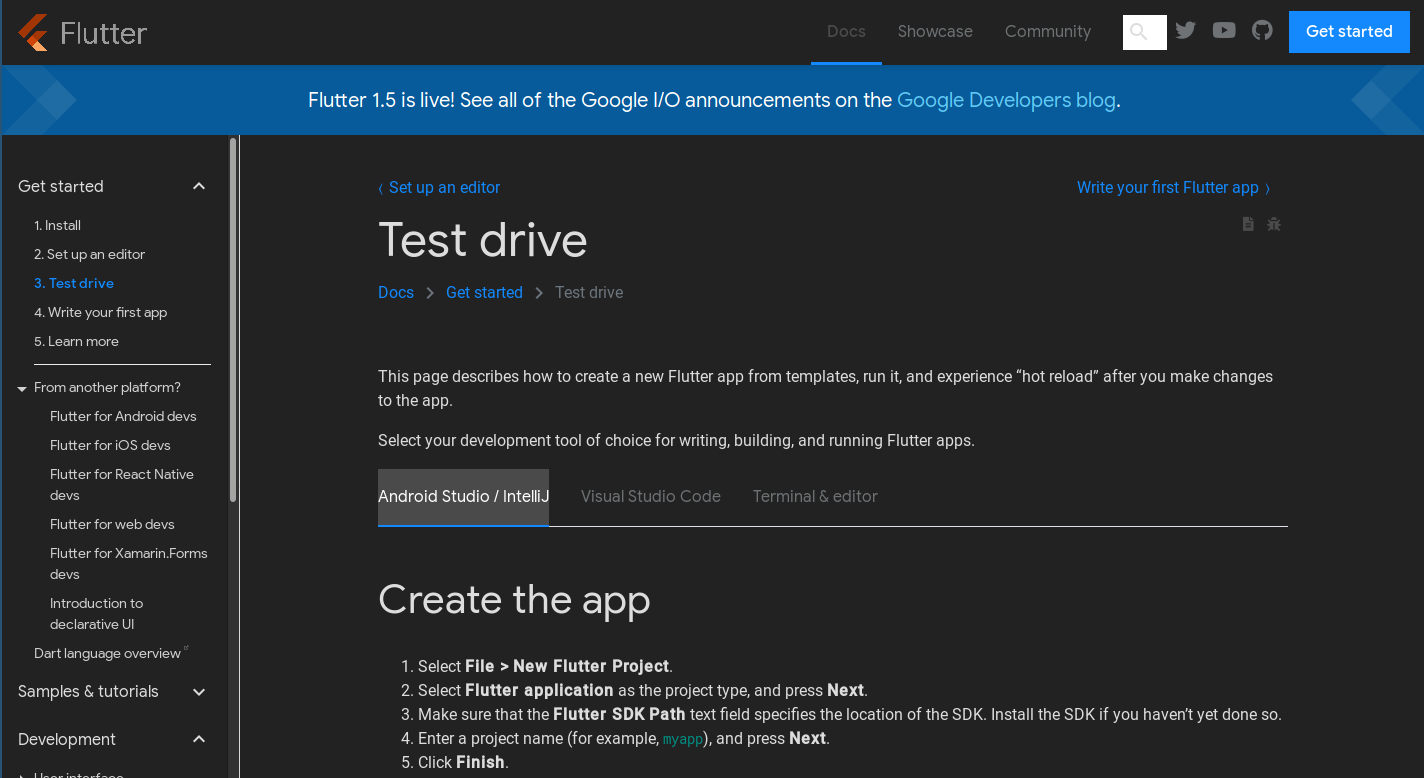 Flutter
Docs
Showcase
Community
Get started
Flutter 1.5 is live! See all of the Google I/O announcements on the Google Developers blog.
Get started
1. Install
2. Set up an editor
3. Test drive
4. Write your first app
5. Learn more
From another platform?
Flutter for Android devs
Flutter for iOS devs
Flutter for React Native
devs
Flutter for web devs
Flutter for Xamarin.Forms
devs
Introduction to
declarative UI
Dart language overview
Samples & tutorials
Development
User interface
⟨ Set up an editor
Write your first Flutter app ⟩
Test drive
Docs > Get started > Test drive
This page describes how to create a new Flutter app from templates, run it, and experience “hot reload” after you make changes
to the app.
Select your development tool of choice for writing, building, and running Flutter apps.
Android Studio / IntelliJ
Visual Studio Code
Terminal & editor
Create the app
1. Select File > New Flutter Project.
2. Select Flutter application as the project type, and press Next.
3. Make sure that the Flutter SDK Path text field specifies the location of the SDK. Install the SDK if you haven’t yet done so.
4. Enter a project name (for example, myapp), and press Next.
5. Click Finish.